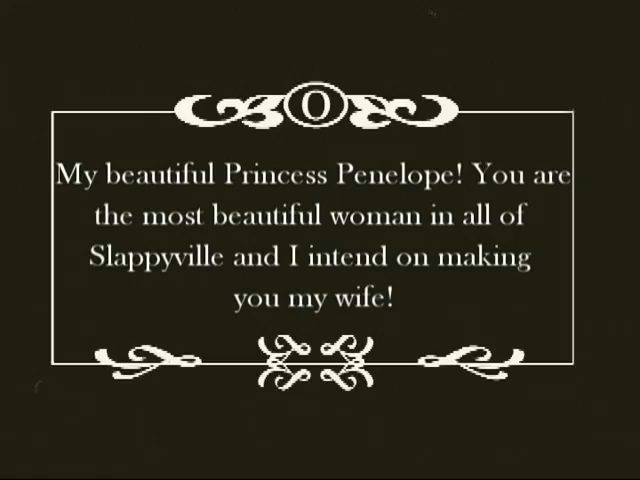 O
My beautiful Princess Penelope! You are
the most beautiful woman in all of
Slappyville and I intend on making
you my wife!